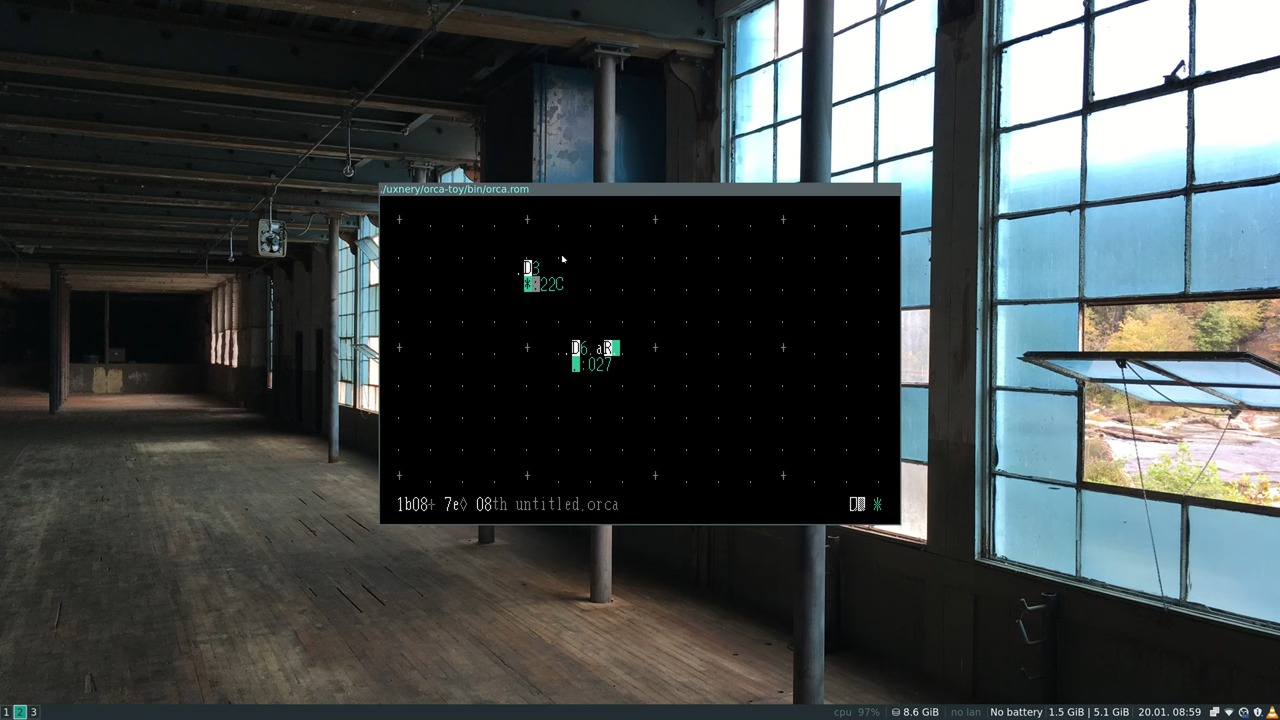 ./uxnery/orca-toy/bin/orca.rom
.D3
*:22C
.D6.aR
.:027
1b08+ 7e◊ 08th untitled.orca
*
1 2 3
cpu 97% 8.6 GiB no lan No battery 1.5 GiB | 5.1 GiB 20.01. 08:59